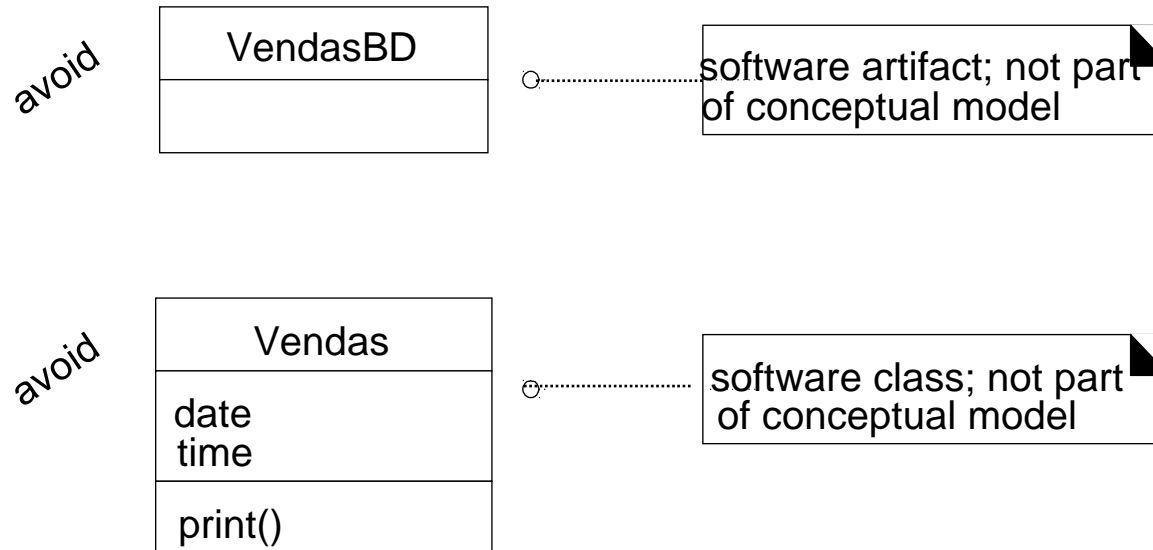 avoid
VendasBD
software artifact; not part
of conceptual model
avoid
Vendas
date
time
print()
software class; not part
of conceptual model